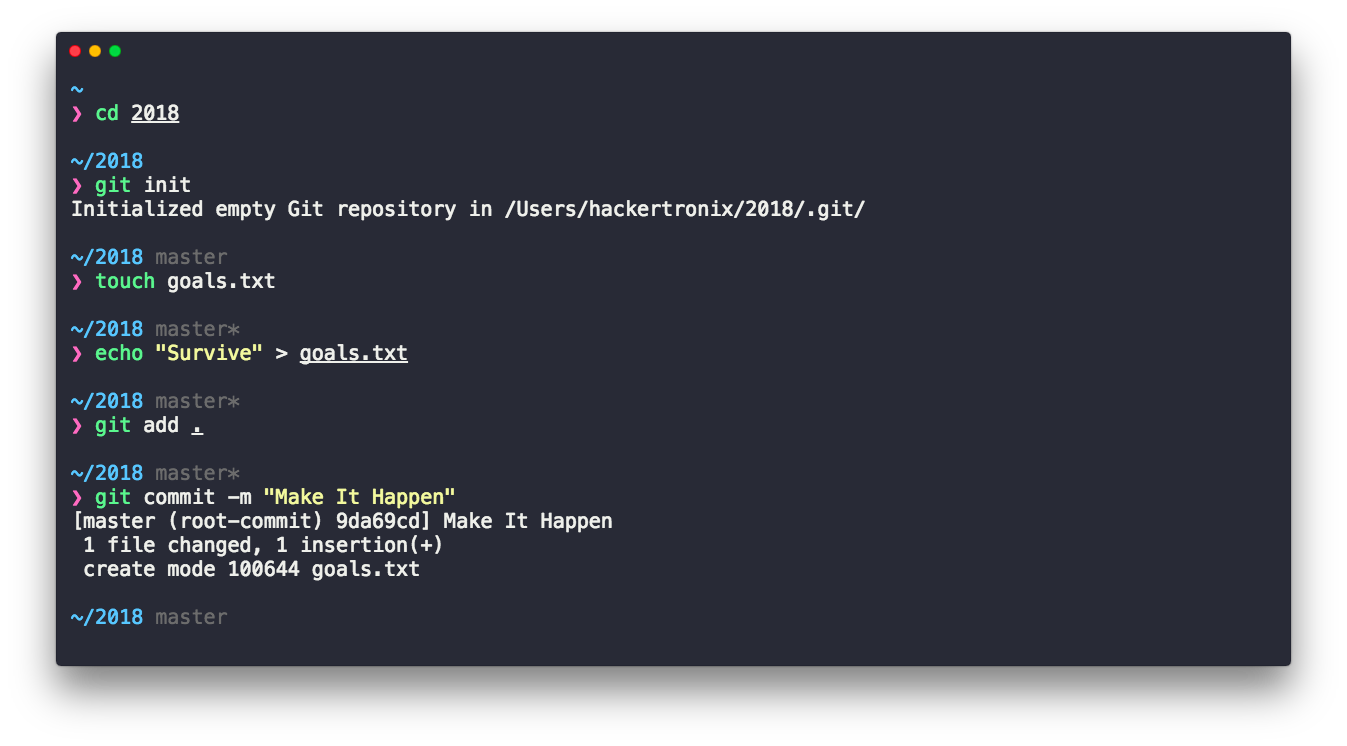 ~
❯ cd 2018
~/2018
❯ git init
Initialized empty Git repository in /Users/hackertronix/2018/.git/
~/2018 master
❯ touch goals.txt
~/2018 master*
❯ echo "Survive" > goals.txt
~/2018 master*
❯ git add .
~/2018 master*
❯ git commit -m "Make It Happen"
[master (root-commit) 9da69cd] Make It Happen
 1 file changed, 1 insertion(+)
 create mode 100644 goals.txt
~/2018 master